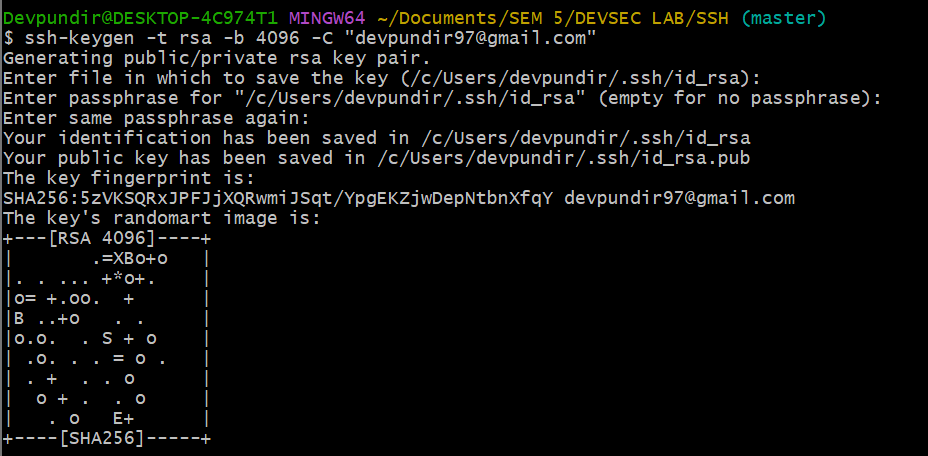 Devpundir@DESKTOP-4C974T1 MINGW64 ~/Documents/SEM 5/DEVSEC LAB/SSH (master)
$ ssh-keygen -t rsa -b 4096 -C "devpundir97@gmail.com"
Generating public/private rsa key pair.
Enter file in which to save the key (/c/Users/devpundir/.ssh/id_rsa):
Enter passphrase for "/c/Users/devpundir/.ssh/id_rsa" (empty for no passphrase):
Enter same passphrase again:
Your identification has been saved in /c/Users/devpundir/.ssh/id_rsa
Your public key has been saved in /c/Users/devpundir/.ssh/id_rsa.pub
The key fingerprint is:
SHA256:5zVKSQRxJPFJjXQRwmiJSqt/YpgEKZjwDepNtbnXfqY devpundir97@gmail.com
The key's randomart image is:
+---[RSA 4096]----+
|       .=XBo+o   |
|. . ... +*o+.    |
|o= +.oo.  +      |
|B ..+o   . .     |
|o.o.  . S + o    |
| .o. . . = o .   |
| . +  . . o      |
|  o + .  . o     |
|   . o   E+      |
+----[SHA256]-----+